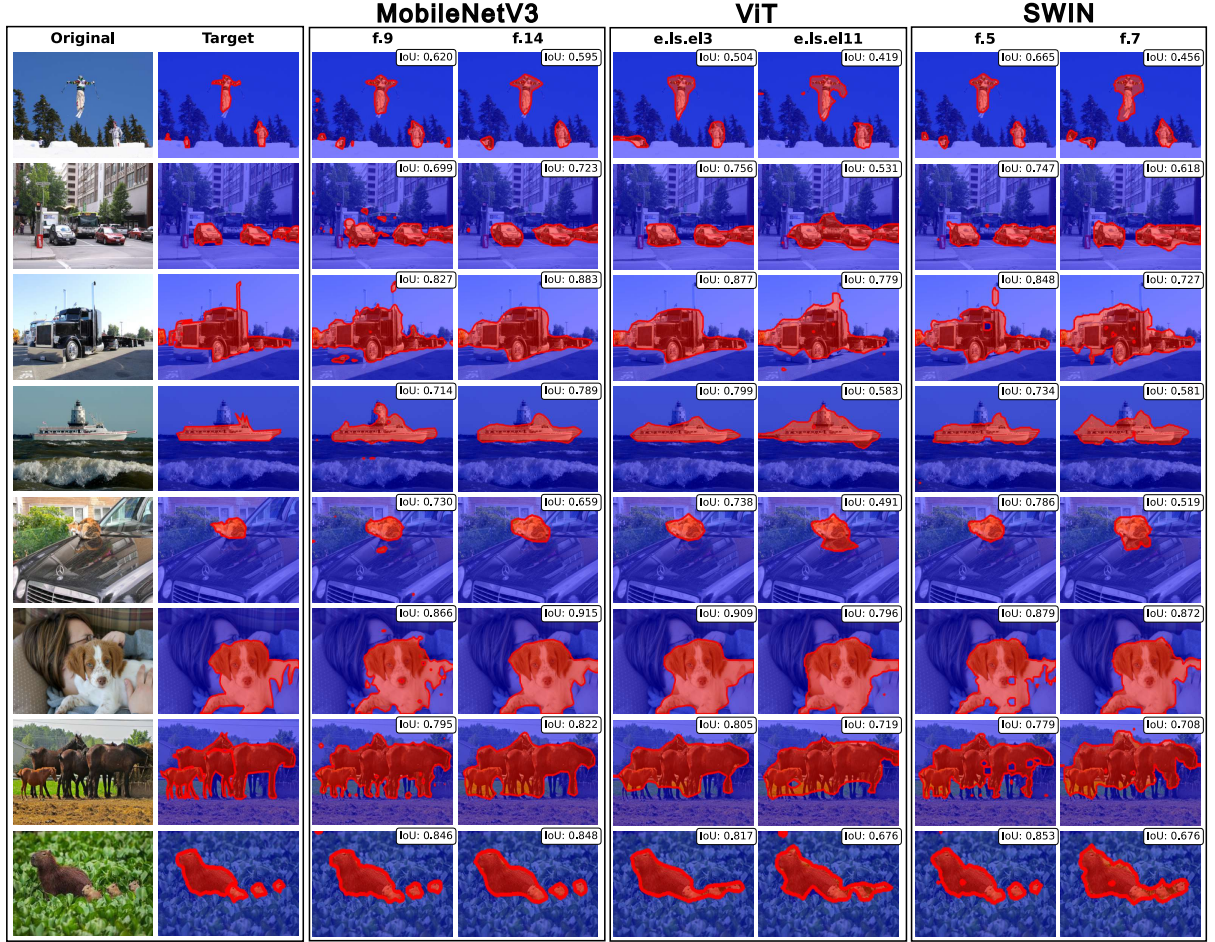 MobileNetV3 ViT SWIN
Original Target f.9 f.14 e.ls.el3 e.ls.el11 f.5 f.7
IoU: 0.620 IoU: 0.595 IoU: 0.504 IoU: 0.419 IoU: 0.665 IoU: 0.456
IoU: 0.699 IoU: 0.723 IoU: 0.756 IoU: 0.531 IoU: 0.747 IoU: 0.618
IoU: 0.827 IoU: 0.883 IoU: 0.877 IoU: 0.779 IoU: 0.848 IoU: 0.727
IoU: 0.714 IoU: 0.789 IoU: 0.799 IoU: 0.583 IoU: 0.734 IoU: 0.581
IoU: 0.730 IoU: 0.659 IoU: 0.738 IoU: 0.491 IoU: 0.786 IoU: 0.519
IoU: 0.866 IoU: 0.915 IoU: 0.909 IoU: 0.796 IoU: 0.879 IoU: 0.872
IoU: 0.795 IoU: 0.822 IoU: 0.805 IoU: 0.719 IoU: 0.779 IoU: 0.708
IoU: 0.846 IoU: 0.848 IoU: 0.817 IoU: 0.676 IoU: 0.853 IoU: 0.676